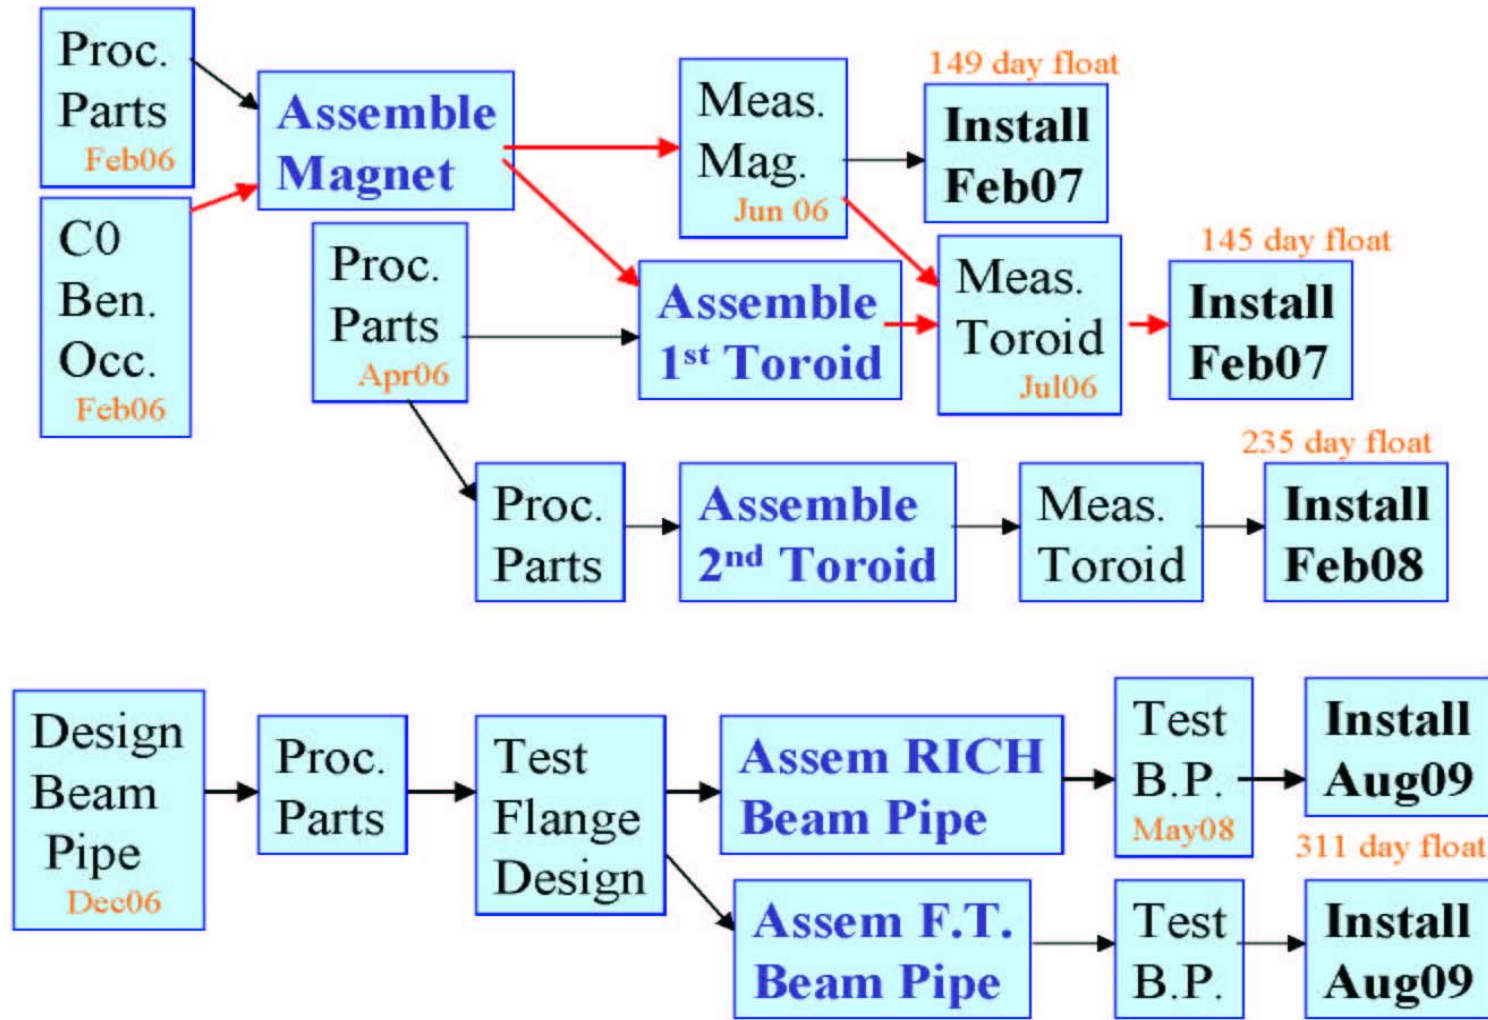 Proc.
Parts
Feb06
Assemble
Magnet
Meas.
Mag.
Jun 06
149 day float
Install
Feb07
C0
Ben.
Occ.
Feb06
Proc.
Parts
Apr06
Assemble
1st Toroid
Meas.
Toroid
Jul06
145 day float
Install
Feb07
Proc.
Parts
Assemble
2nd Toroid
Meas.
Toroid
235 day float
Install
Feb08
Design
Beam
Pipe
Dec06
Proc.
Parts
Test
Flange
Design
Assem RICH
Beam Pipe
Test
B.P.
May08
Install
Aug09
311 day float
Assem F.T.
Beam Pipe
Test
B.P.
Install
Aug09